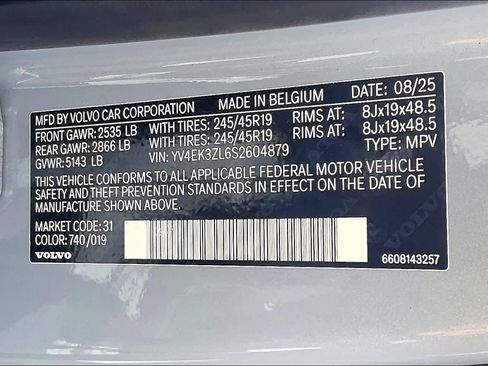 MFD BY VOLVO CAR CORPORATION MADE IN BELGIUM DATE: 08/25
FRONT GAWR: 2535 LB WITH TIRES: 245/45R19 RIMS AT: 8Jx19x48.5
REAR GAWR: 2866 LB WITH TIRES: 245/45R19 RIMS AT: 8Jx19x48.5
GVWR: 5143 LB VIN: YV4EK3ZL6S2604879 TYPE: MPV
THIS VEHICLE CONFORMS TO ALL APPLICABLE FEDERAL MOTOR VEHICLE
SAFETY AND THEFT PREVENTION STANDARDS IN EFFECT ON THE DATE OF
MANUFACTURE SHOWN ABOVE.
MARKET CODE: 31
COLOR: 740/019
VOLVO
6608143257